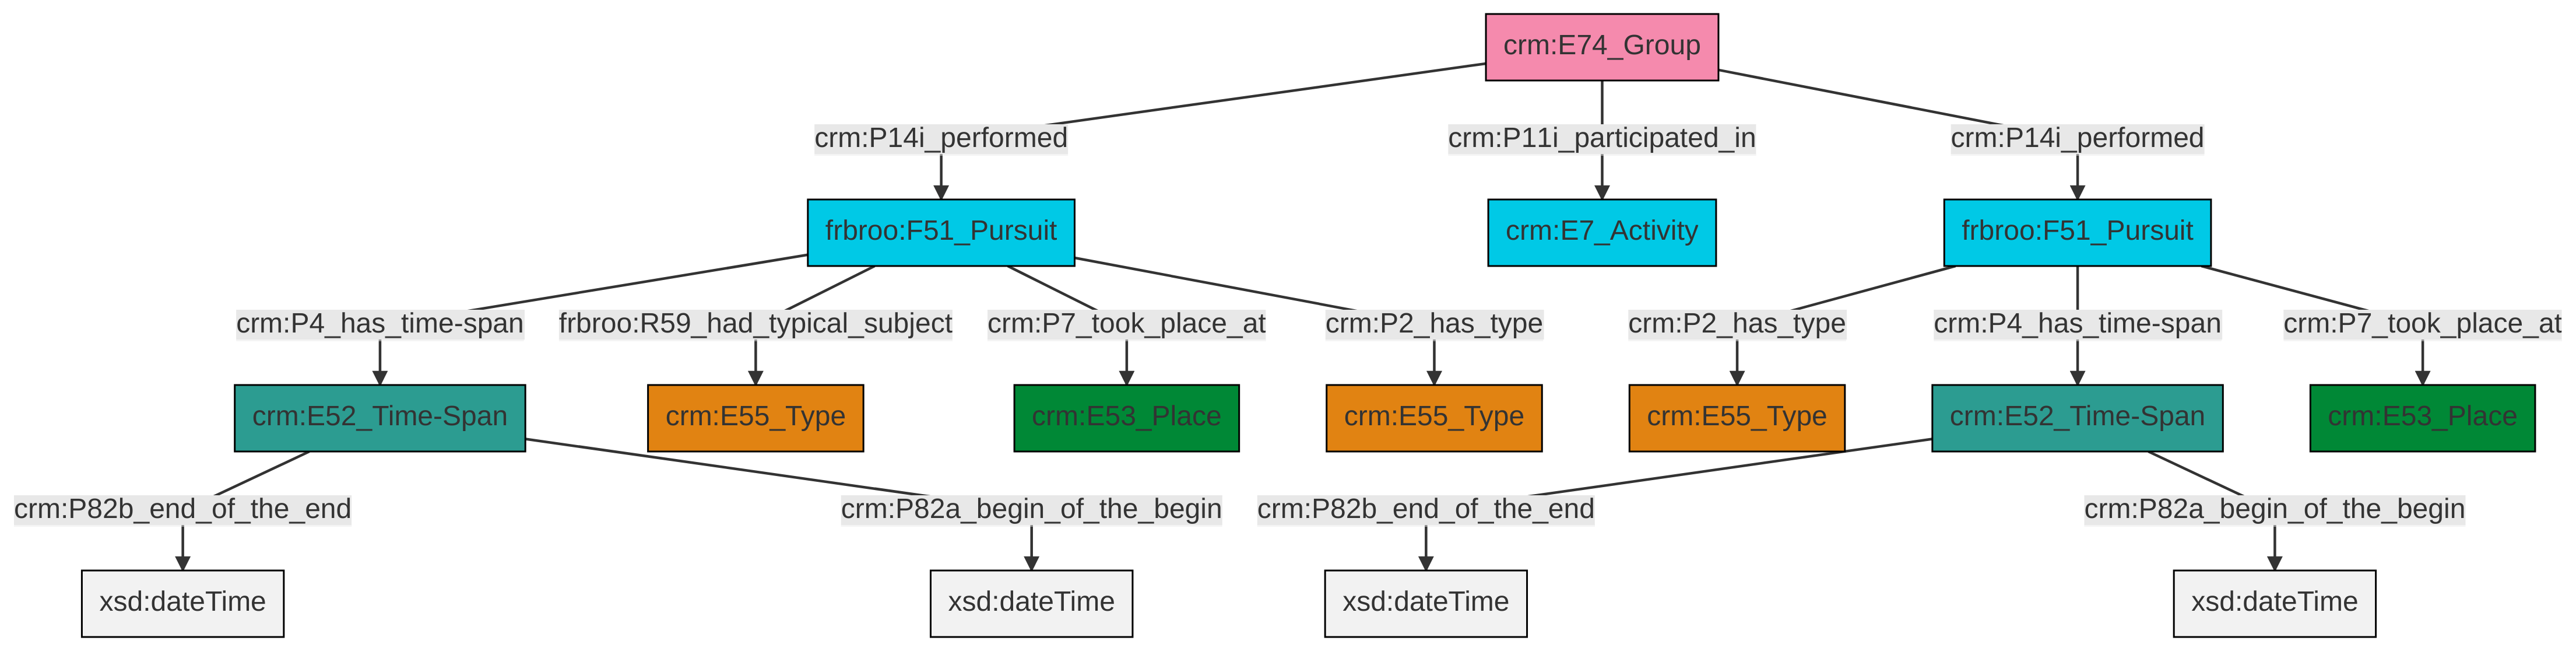 crm:E74_Group
crm:P14i_performed
crm:P11i_participated_in
crm:P14i_performed
frbroo:F51_Pursuit
crm:E7_Activity
frbroo:F51_Pursuit
crm:P4_has_time-span
frbroo:R59_had_typical_subject
crm:P7_took_place_at
crm:P2_has_type
crm:P2_has_type
crm:P4_has_time-span
crm:P7_took_place_at
crm:E52_Time-Span
crm:E55_Type
crm:E53_Place
crm:E55_Type
crm:E55_Type
crm:E52_Time-Span
crm:E53_Place
crm:P82b_end_of_the_end
crm:P82a_begin_of_the_begin
crm:P82b_end_of_the_end
crm:P82a_begin_of_the_begin
xsd:dateTime
xsd:dateTime
xsd:dateTime
xsd:dateTime